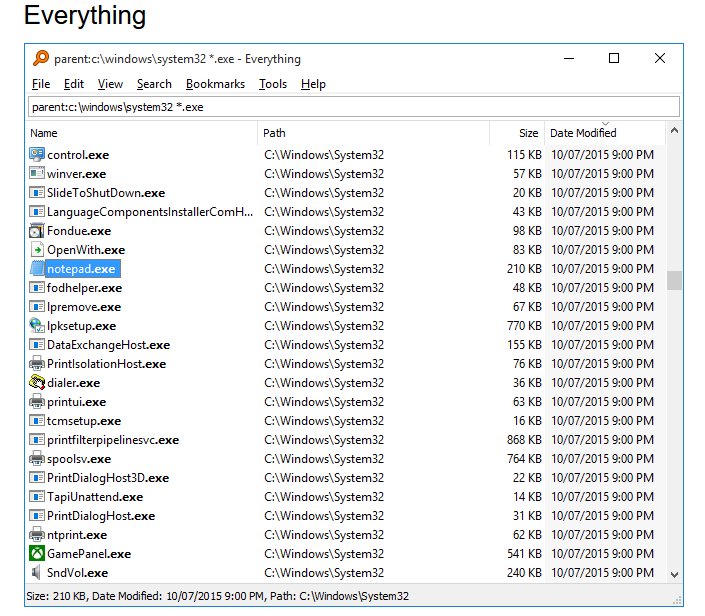 Everything
parent:c:\windows\system32 *.exe - Everything
File Edit View Search Bookmarks Tools Help
parent:c:\windows\system32 *.exe
Name Path Size Date Modified
control.exe C:\Windows\System32 115 KB 10/07/2015 9:00 PM
winver.exe C:\Windows\System32 57 KB 10/07/2015 9:00 PM
SlideToShutDown.exe C:\Windows\System32 20 KB 10/07/2015 9:00 PM
LanguageComponentsInstallerComH... C:\Windows\System32 43 KB 10/07/2015 9:00 PM
Fondue.exe C:\Windows\System32 98 KB 10/07/2015 9:00 PM
OpenWith.exe C:\Windows\System32 83 KB 10/07/2015 9:00 PM
notepad.exe C:\Windows\System32 210 KB 10/07/2015 9:00 PM
fodhelper.exe C:\Windows\System32 48 KB 10/07/2015 9:00 PM
lpremove.exe C:\Windows\System32 67 KB 10/07/2015 9:00 PM
lpksetup.exe C:\Windows\System32 770 KB 10/07/2015 9:00 PM
DataExchangeHost.exe C:\Windows\System32 155 KB 10/07/2015 9:00 PM
PrintIsolationHost.exe C:\Windows\System32 76 KB 10/07/2015 9:00 PM
dialer.exe C:\Windows\System32 36 KB 10/07/2015 9:00 PM
printui.exe C:\Windows\System32 63 KB 10/07/2015 9:00 PM
tcmsetup.exe C:\Windows\System32 16 KB 10/07/2015 9:00 PM
printfilterpipelinesvc.exe C:\Windows\System32 868 KB 10/07/2015 9:00 PM
spoolsv.exe C:\Windows\System32 764 KB 10/07/2015 9:00 PM
PrintDialogHost3D.exe C:\Windows\System32 22 KB 10/07/2015 9:00 PM
TapiUnattend.exe C:\Windows\System32 14 KB 10/07/2015 9:00 PM
PrintDialogHost.exe C:\Windows\System32 31 KB 10/07/2015 9:00 PM
ntprint.exe C:\Windows\System32 62 KB 10/07/2015 9:00 PM
GamePanel.exe C:\Windows\System32 541 KB 10/07/2015 9:00 PM
SndVol.exe C:\Windows\System32 240 KB 10/07/2015 9:00 PM
Size: 210 KB, Date Modified: 10/07/2015 9:00 PM, Path: C:\Windows\System32